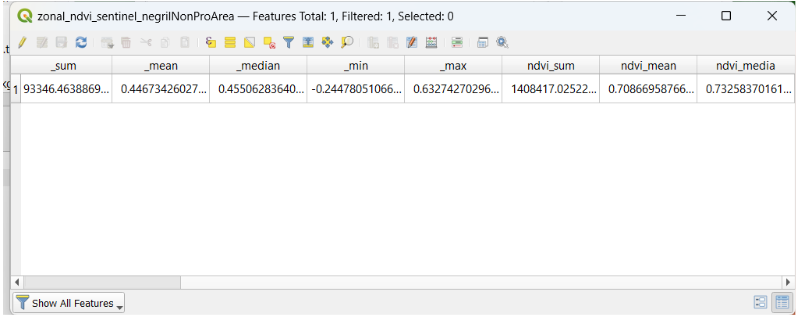 zonal_ndvi_sentinel_negrilNonProArea — Features Total: 1, Filtered: 1, Selected: 0
_sum _mean _median _min _max ndvi_sum ndvi_mean ndvi_media
1 93346.4638869... 0.44673426027... 0.45506283640... -0.24478051066... 0.63274270296... 1408417.02522... 0.70866958766... 0.73258370161...
Show All Features